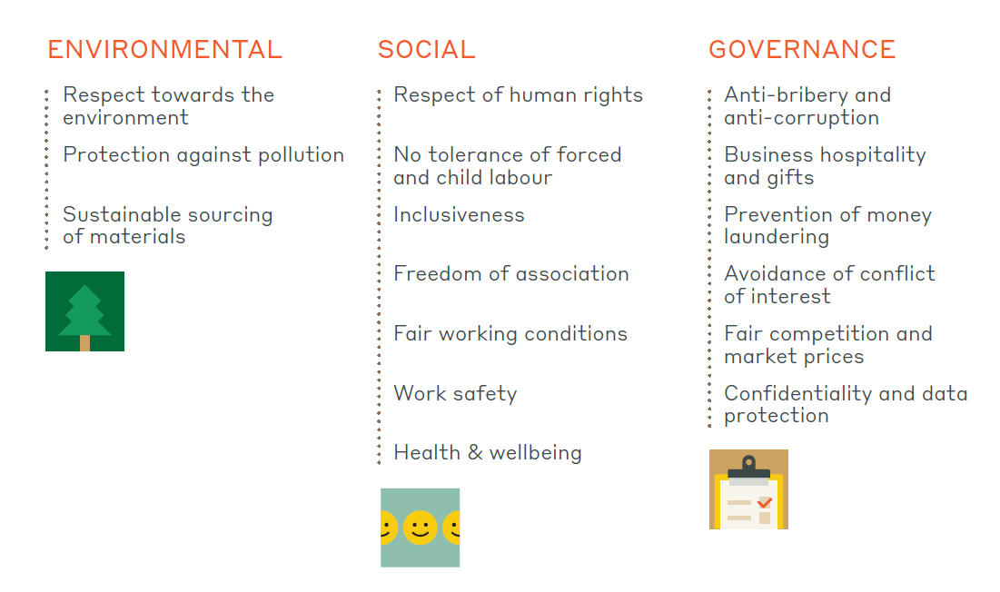 ENVIRONMENTAL
Respect towards the
environment
Protection against pollution
Sustainable sourcing
of materials
SOCIAL
Respect of human rights
No tolerance of forced
and child labour
Inclusiveness
Freedom of association
Fair working conditions
Work safety
Health & wellbeing
GOVERNANCE
Anti-bribery and
anti-corruption
Business hospitality
and gifts
Prevention of money
laundering
Avoidance of conflict
of interest
Fair competition and
market prices
Confidentiality and data
protection